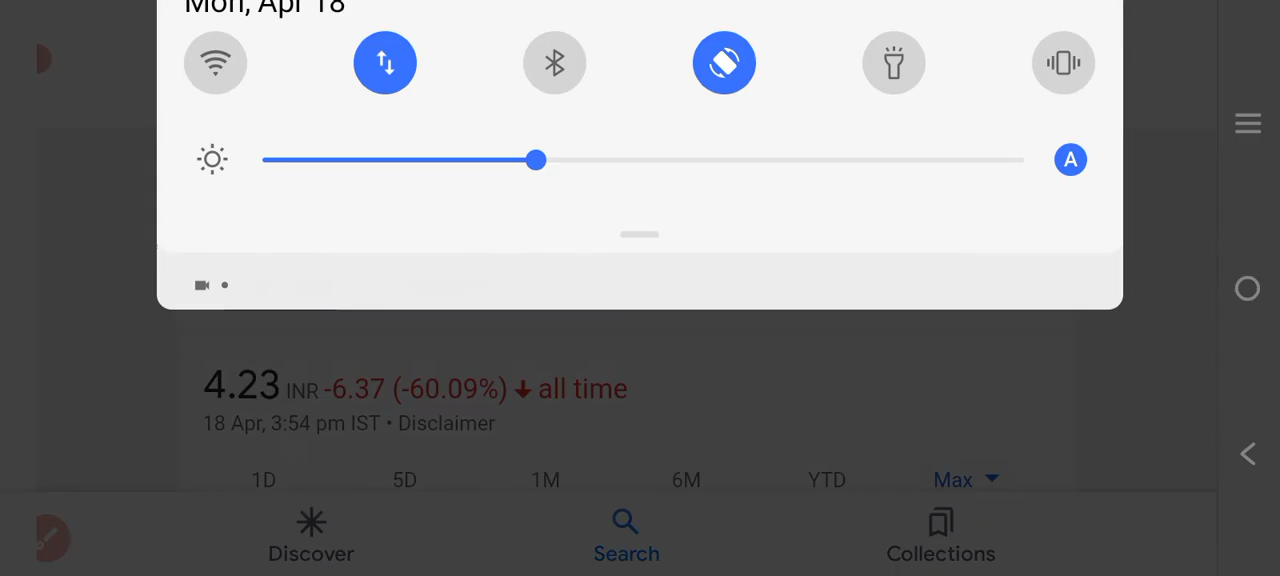 Mon, Apr 18
A
4.23 INR -6.37 (-60.09%) all time
18 Apr, 3:54 pm IST • Disclaimer
1D 5D 1M 6M YTD Max
Discover Search Collections